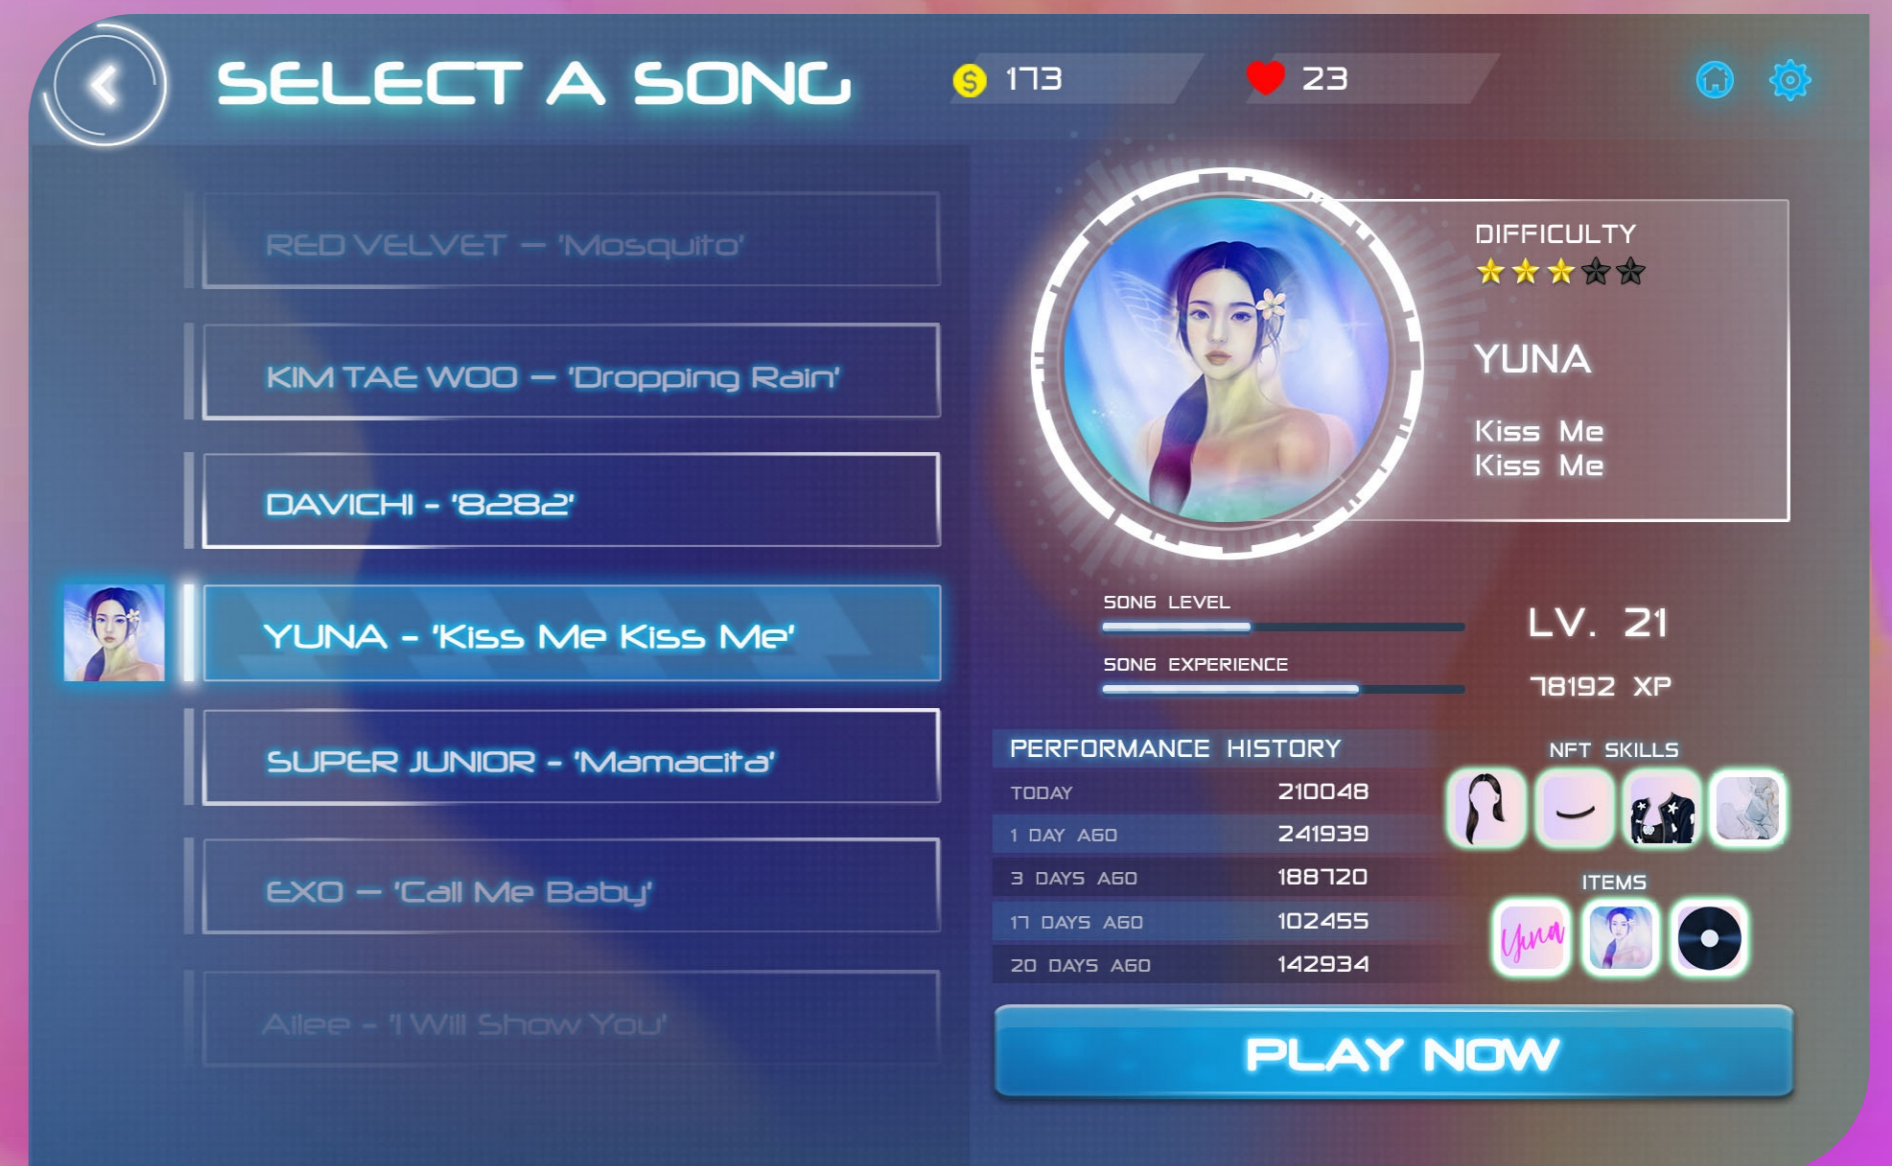 SELECT A SONG
173
23
RED VELVET – 'Mosquito'
KIM TAE WOO – 'Dropping Rain'
DAVICHI - '8282'
YUNA - 'Kiss Me Kiss Me'
SUPER JUNIOR - 'Mamacita'
EXO – 'Call Me Baby'
Ailee - 'I Will Show You'
DIFFICULTY
YUNA
Kiss Me
Kiss Me
SONG LEVEL
LV. 21
SONG EXPERIENCE
78192 XP
PERFORMANCE HISTORY
TODAY 210048
1 DAY AGO 241939
3 DAYS AGO 188720
17 DAYS AGO 102455
20 DAYS AGO 142934
NFT SKILLS
ITEMS
Yuna
PLAY NOW